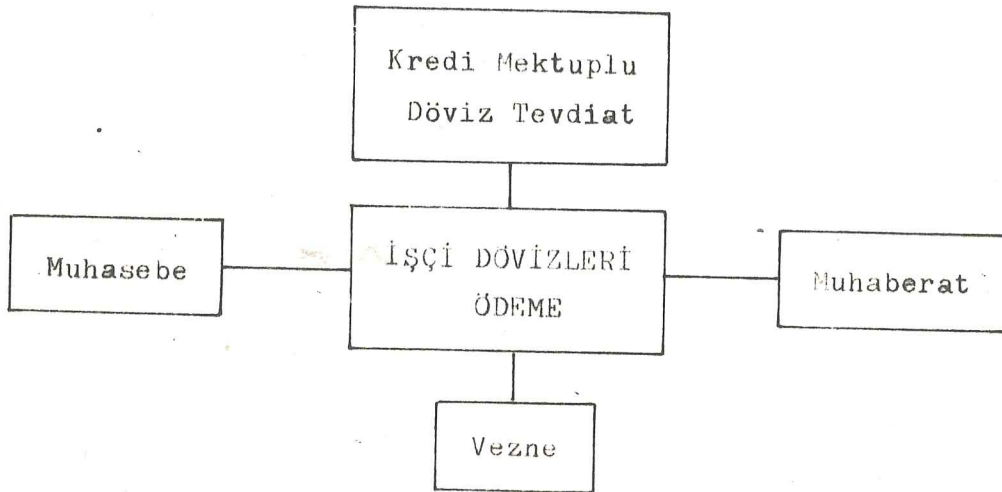 Kredi Mektuplu
Döviz Tevdiat
Muhasebe
İŞÇİ DÖVİZLERİ
ÖDEME
Muhaberat
Vezne